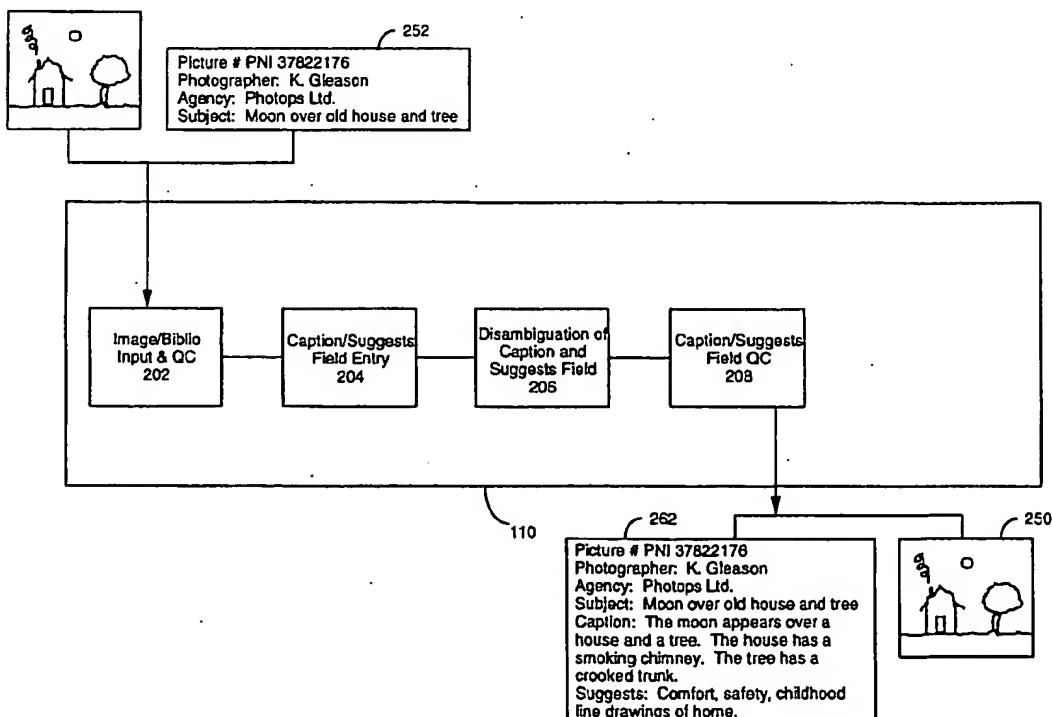 252
Picture # PNI 37822176
Photographer: K. Gleason
Agency: Photops Ltd.
Subject: Moon over old house and tree
Image/Biblio
Input & QC
202
Caption/Suggests
Field Entry
204
Disambiguation of
Caption and
Suggests Field
206
Caption/Suggests
Field QC
208
110
262
250
Picture # PNI 37822176
Photographer: K. Gleason
Agency: Photops Ltd.
Subject: Moon over old house and tree
Caption: The moon appears over a
house and a tree. The house has a
smoking chimney. The tree has a
crooked trunk.
Suggests: Comfort, safety, childhood
line drawings of home.